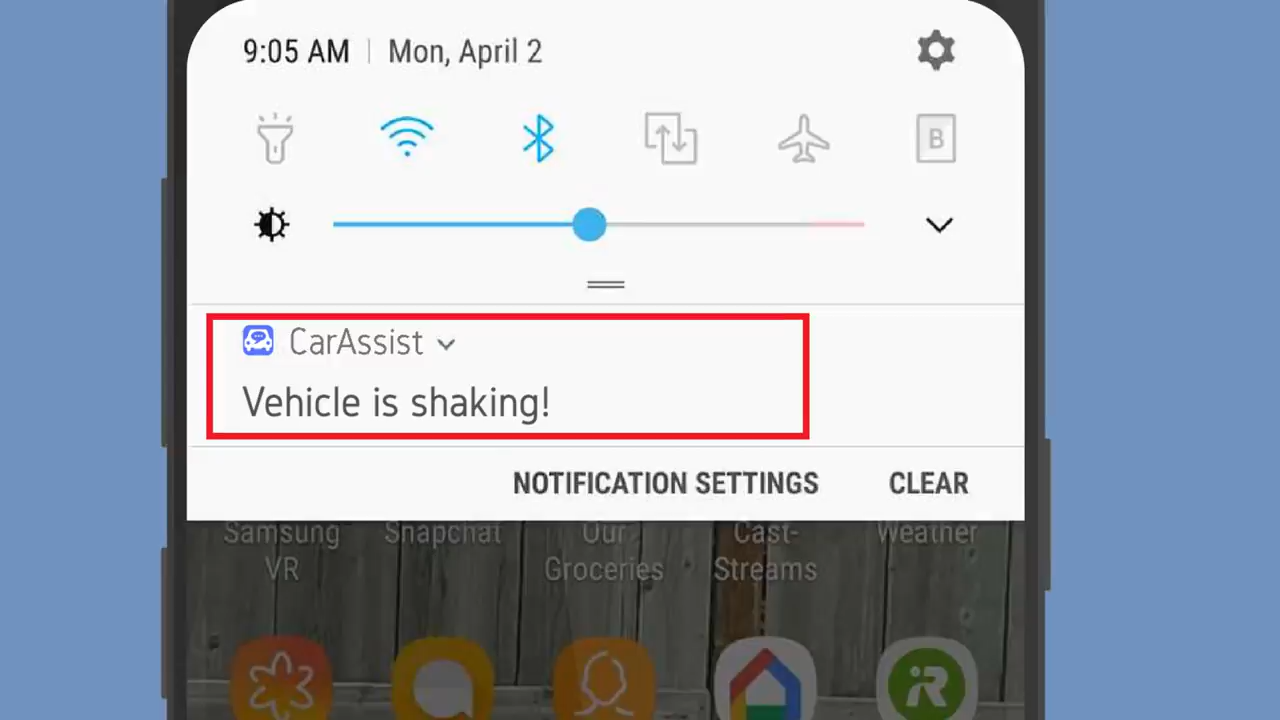 9:05 AM | Mon, April 2
B
CarAssist
Vehicle is shaking!
NOTIFICATION SETTINGS CLEAR
Samsung VR
Snapchat
Our Groceries
Cast-Streams
Weather
iR